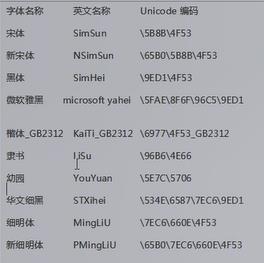 字体名称 英文名称 Unicode 编码
宋体 SimSun \5B8B\4F53
新宋体 NSimSun \65B0\5B8B\4F53
黑体 SimHei \9ED1\4F53
微软雅黑 microsoft yahei \5FAE\8F6F\96C5\9ED1
楷体_GB2312 KaiTi_GB2312 \6977\4F53_GB2312
隶书 LiSu \96B6\4E66
幼园 YouYuan \5E7C\5706
华文细黑 STXihei \534E\6587\7EC6\9ED1
细明体 MingLiU \7EC6\660E\4F53
新细明体 PMingLiU \65B0\7EC6\660E\4F53